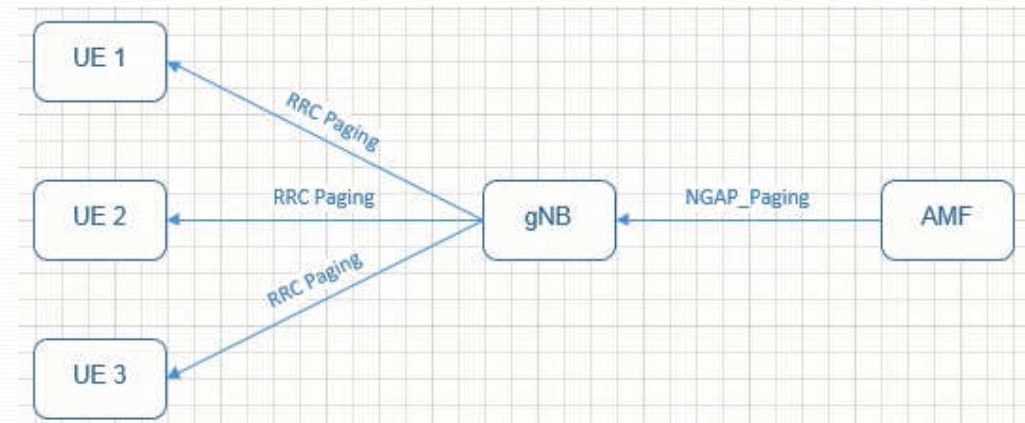 UE 1
RRC Paging
UE 2
RRC Paging
gNB
NGAP_Paging
AMF
RRC Paging
UE 3